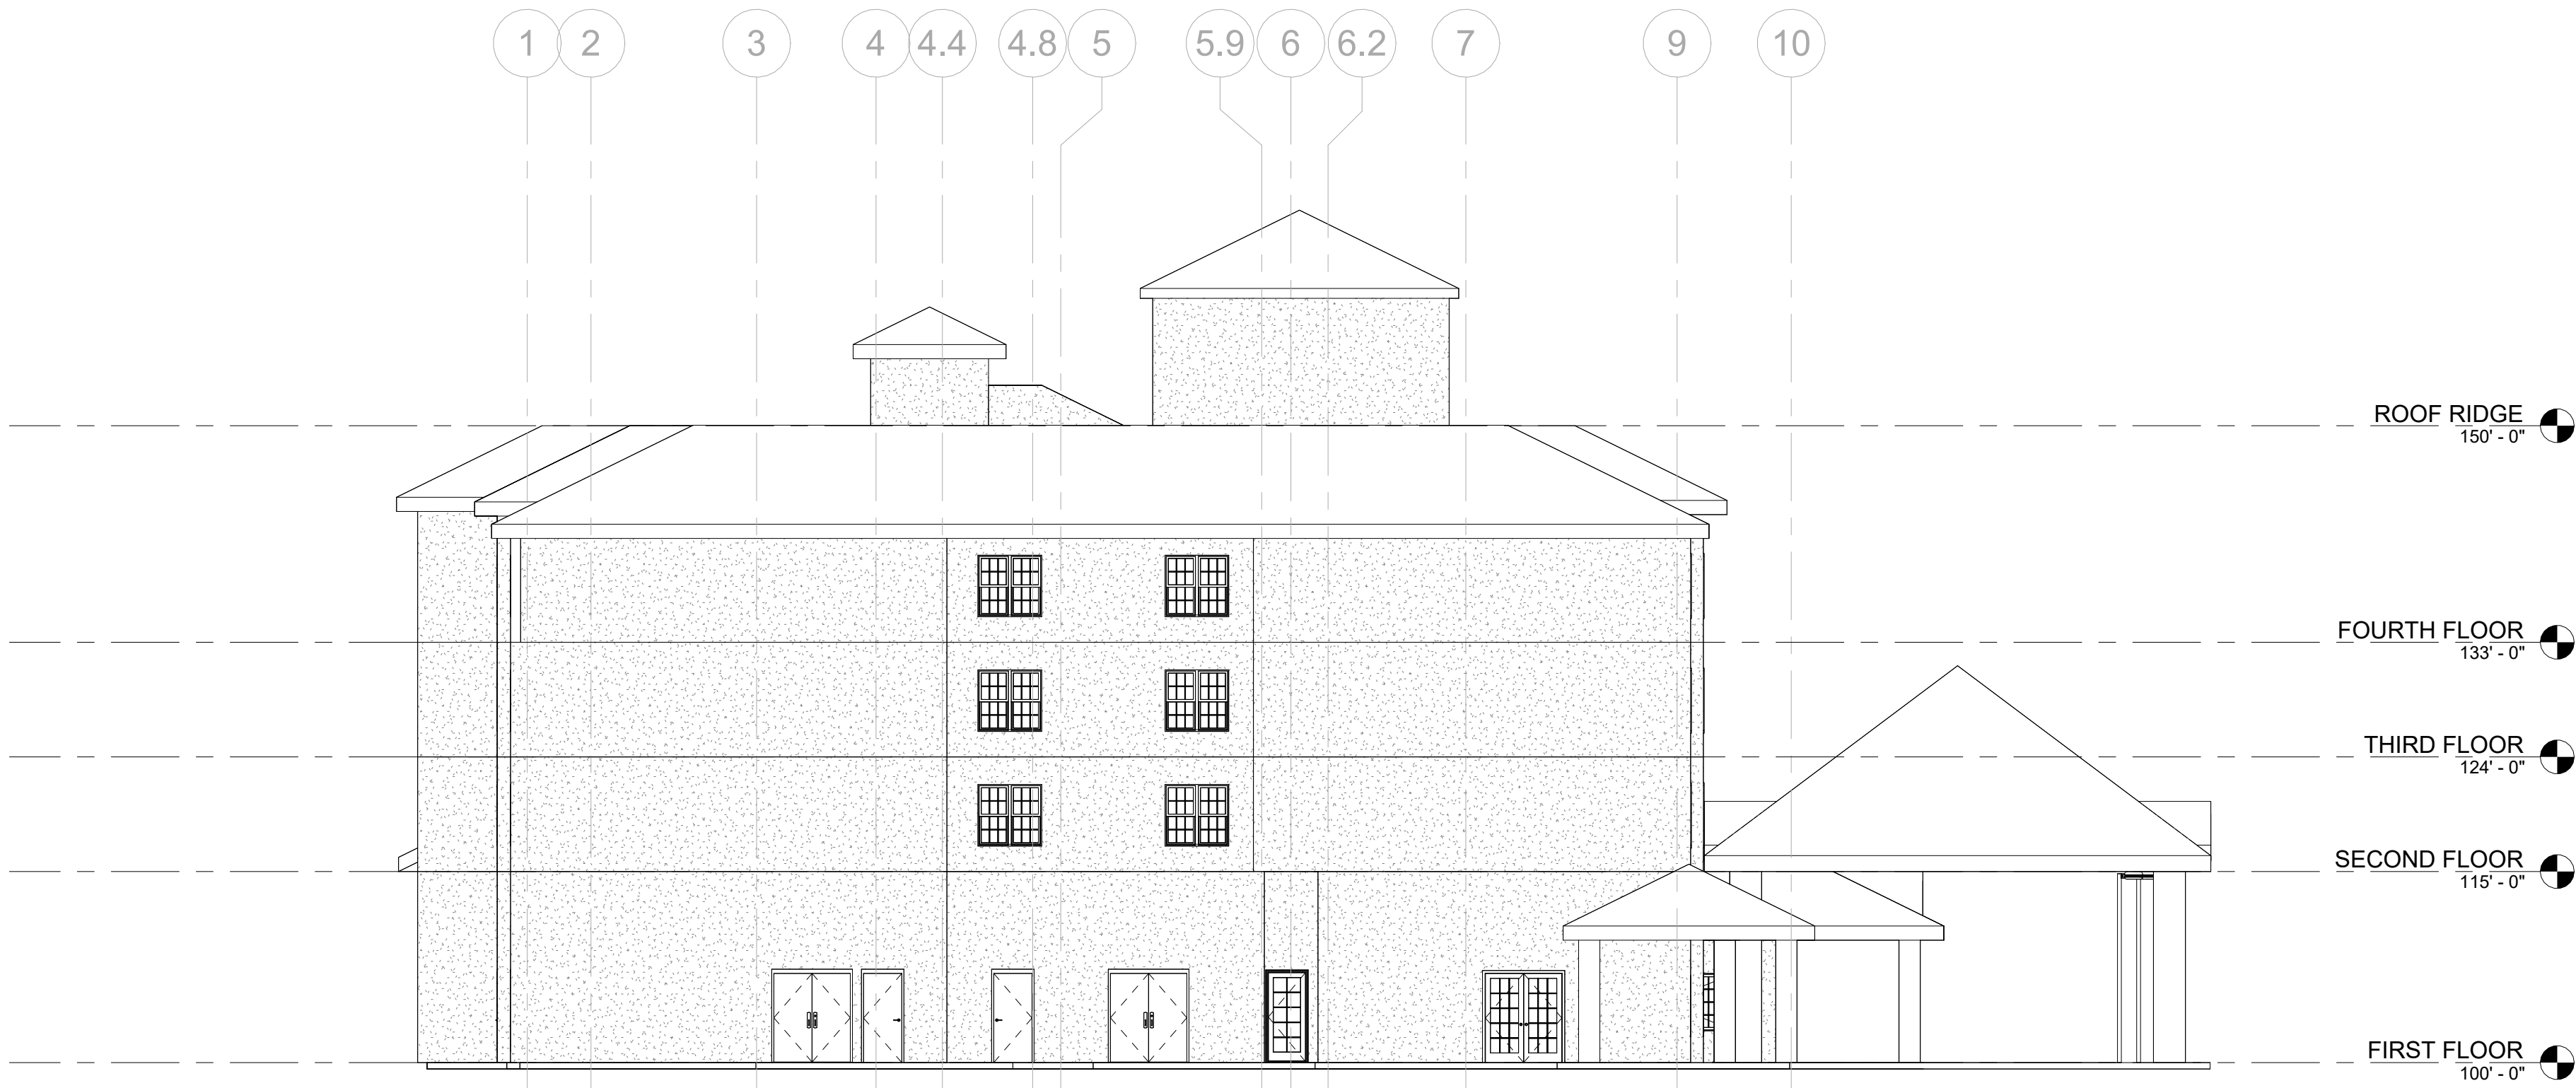 1 2 3 4 4.4 4.8 5 5.9 6 6.2 7 9 10
ROOF RIDGE
150' - 0"
FOURTH FLOOR
133' - 0"
THIRD FLOOR
124' - 0"
SECOND FLOOR
115' - 0"
FIRST FLOOR
100' - 0"